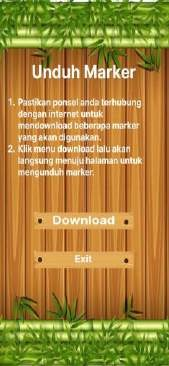 Unduh Marker
1. Pastikan ponsel anda terhubung
dengan internet untuk
mendownload beberapa marker
yang akan digunakan.
2. Klik menu download lalu akan
langsung menuju halaman untuk
mengunduh marker.
Download
Exit